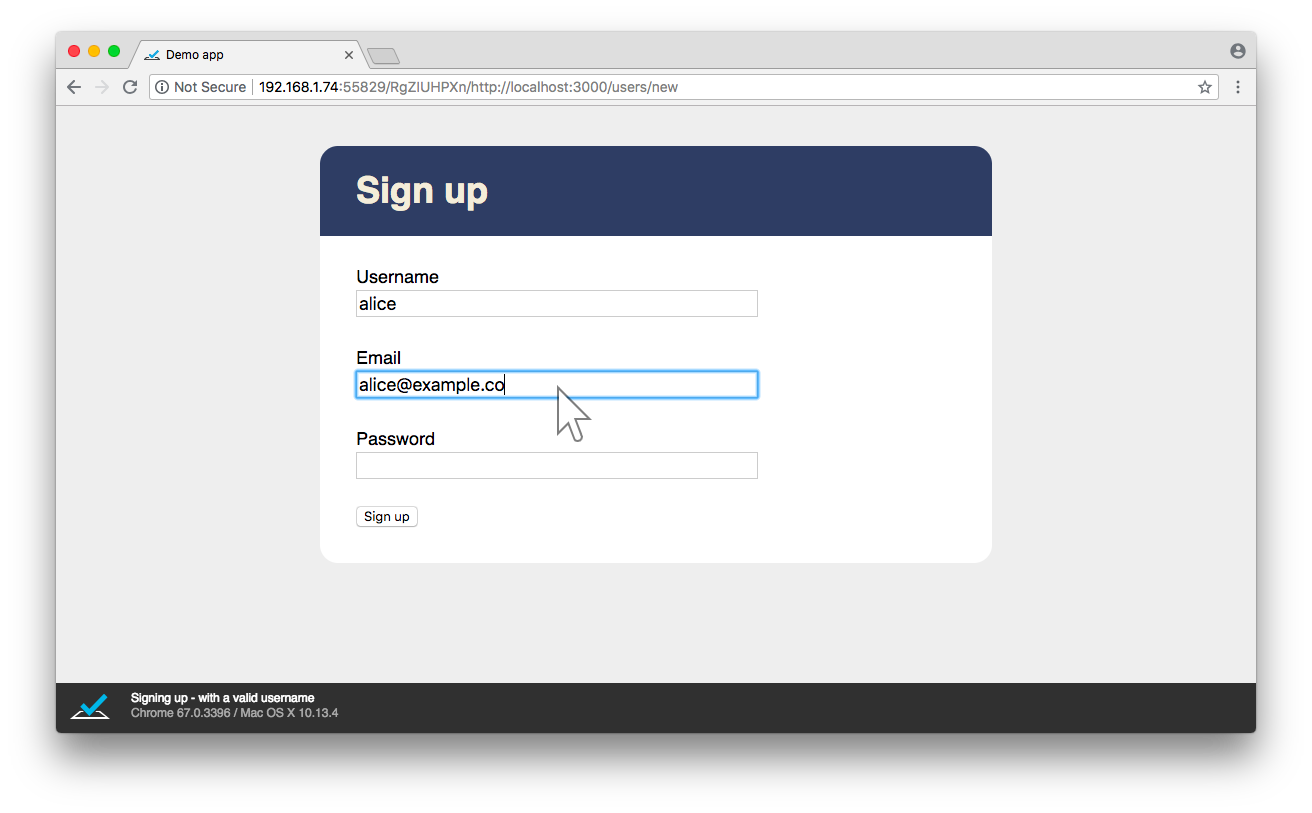 Demo app
Not Secure 192.168.1.74:55829/RgZIUHPXn/http://localhost:3000/users/new
Sign up
Username
alice
Email
alice@example.co
Password
Sign up
Signing up - with a valid username
Chrome 67.0.3396 / Mac OS X 10.13.4